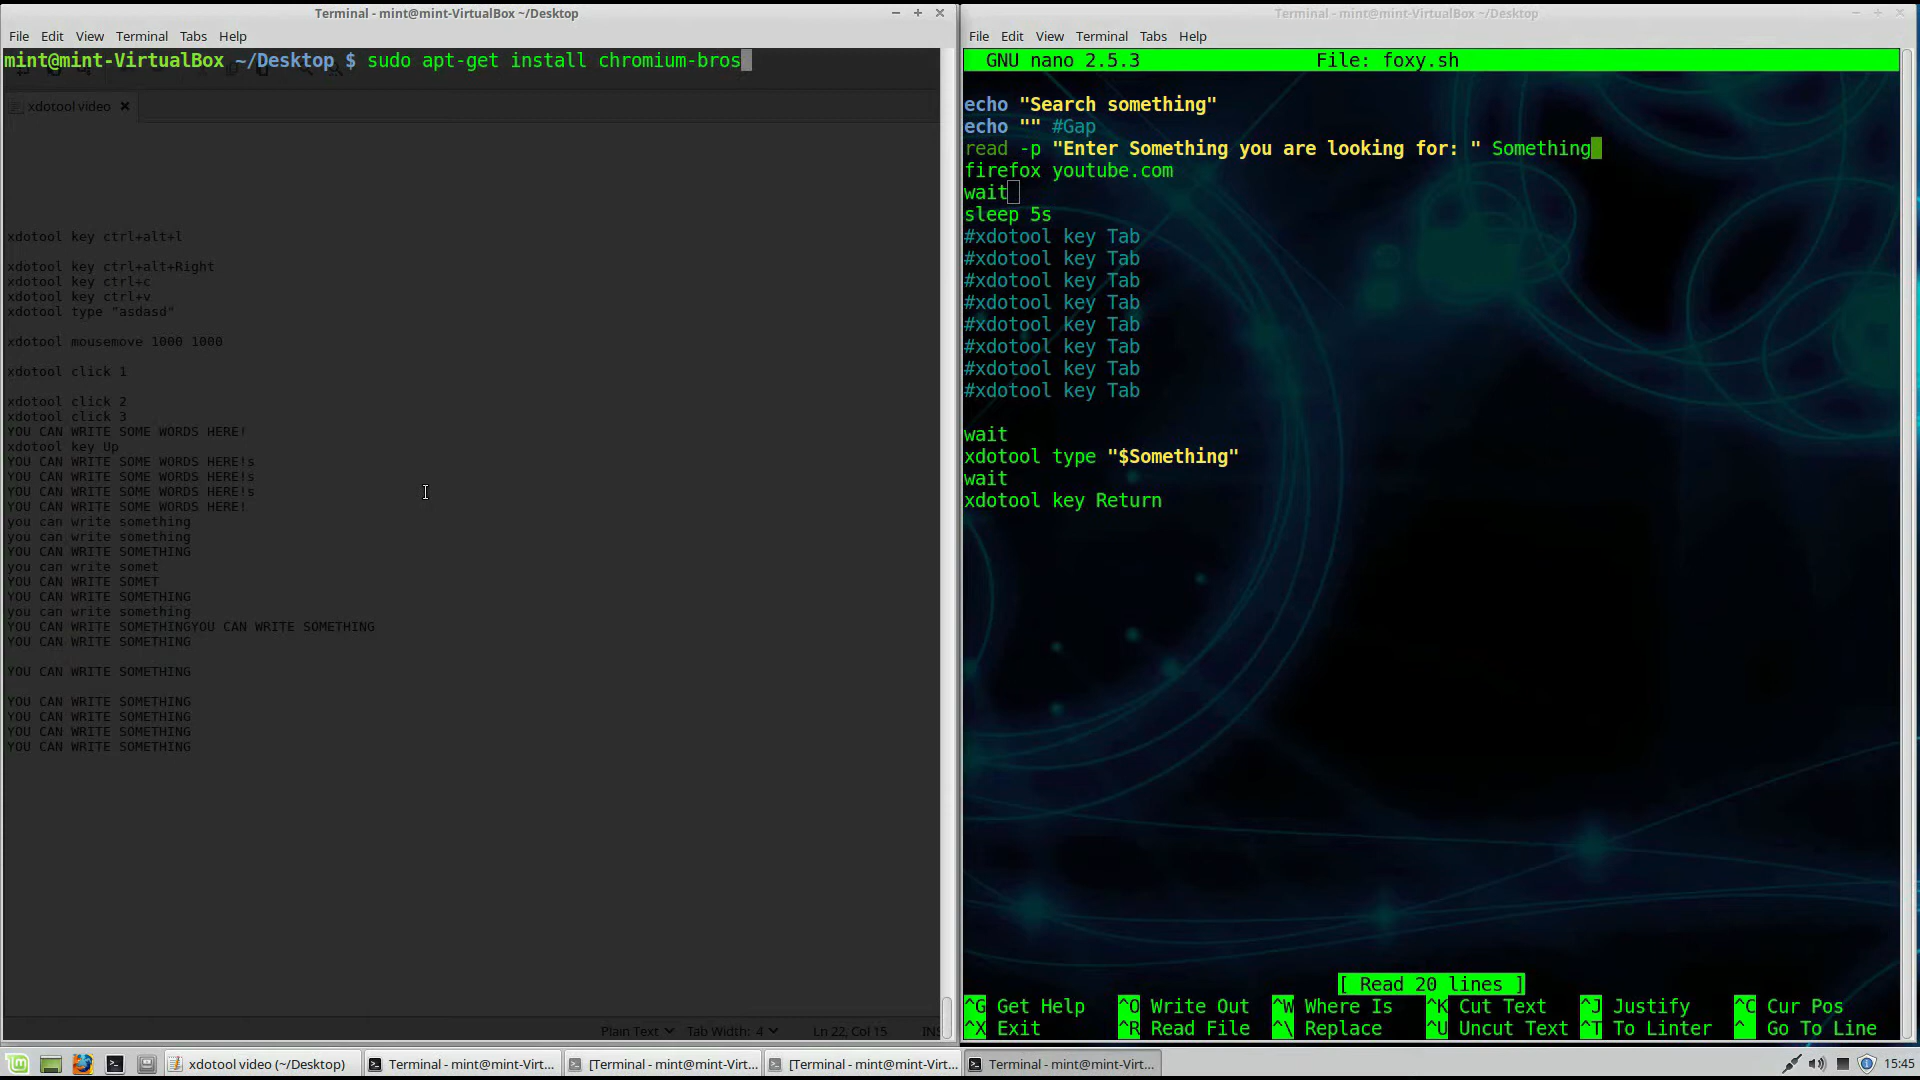 Terminal - mint@mint-VirtualBox ~/Desktop
File Edit View Terminal Tabs Help
mint@mint-VirtualBox ~/Desktop $ sudo apt-get install chromium-bros
xdotool video
xdotool key ctrl+alt+l
xdotool key ctrl+alt+Right
xdotool key ctrl+c
xdotool key ctrl+v
xdotool type "asdasd"
xdotool mousemove 1000 1000
xdotool click 1
xdotool click 2
xdotool click 3
YOU CAN WRITE SOME WORDS HERE!
xdotool key Up
YOU CAN WRITE SOME WORDS HERE!s
YOU CAN WRITE SOME WORDS HERE!s
YOU CAN WRITE SOME WORDS HERE!s
YOU CAN WRITE SOME WORDS HERE!
you can write something
you can write something
YOU CAN WRITE SOMETHING
you can write somet
YOU CAN WRITE SOMET
YOU CAN WRITE SOMETHING
you can write something
YOU CAN WRITE SOMETHINGYOU CAN WRITE SOMETHING
YOU CAN WRITE SOMETHING
YOU CAN WRITE SOMETHING
YOU CAN WRITE SOMETHING
YOU CAN WRITE SOMETHING
YOU CAN WRITE SOMETHING
YOU CAN WRITE SOMETHING
Plain Text Tab Width: 4 Ln 22, Col 15 INS
Terminal - mint@mint-VirtualBox ~/Desktop
File Edit View Terminal Tabs Help
GNU nano 2.5.3 File: foxy.sh
echo "Search something"
echo "" #Gap
read -p "Enter Something you are looking for: " Something
firefox youtube.com
wait
sleep 5s
#xdotool key Tab
#xdotool key Tab
#xdotool key Tab
#xdotool key Tab
#xdotool key Tab
#xdotool key Tab
#xdotool key Tab
#xdotool key Tab
wait
xdotool type "$Something"
wait
xdotool key Return
[ Read 20 lines ]
^G Get Help ^O Write Out ^W Where Is ^K Cut Text ^J Justify ^C Cur Pos
^X Exit ^R Read File ^\ Replace ^U Uncut Text ^T To Linter ^_ Go To Line
xdotool video (~/Desktop) Terminal - mint@mint-Virt... [Terminal - mint@mint-Virt... [Terminal - mint@mint-Virt... Terminal - mint@mint-Virt... 15:45